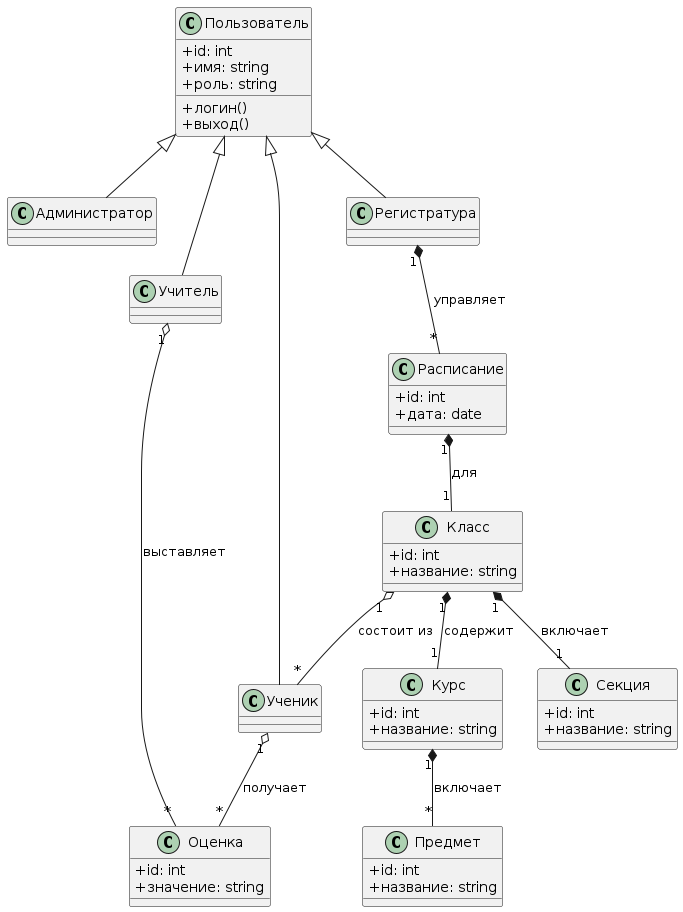 C Пользователь
+id: int
+имя: string
+роль: string
+логин()
+выход()
C Администратор
C Регистратура
1
C Учитель
1
управляет
*
C Расписание
+id: int
+дата: date
1
для
1
C Класс
+id: int
+название: string
выставляет
1
1
1
состоит из
содержит
включает
*
1
1
C Ученик
1
C Курс
+id: int
+название: string
C Секция
+id: int
+название: string
1
получает
включает
*
*
*
C Оценка
+id: int
+значение: string
C Предмет
+id: int
+название: string